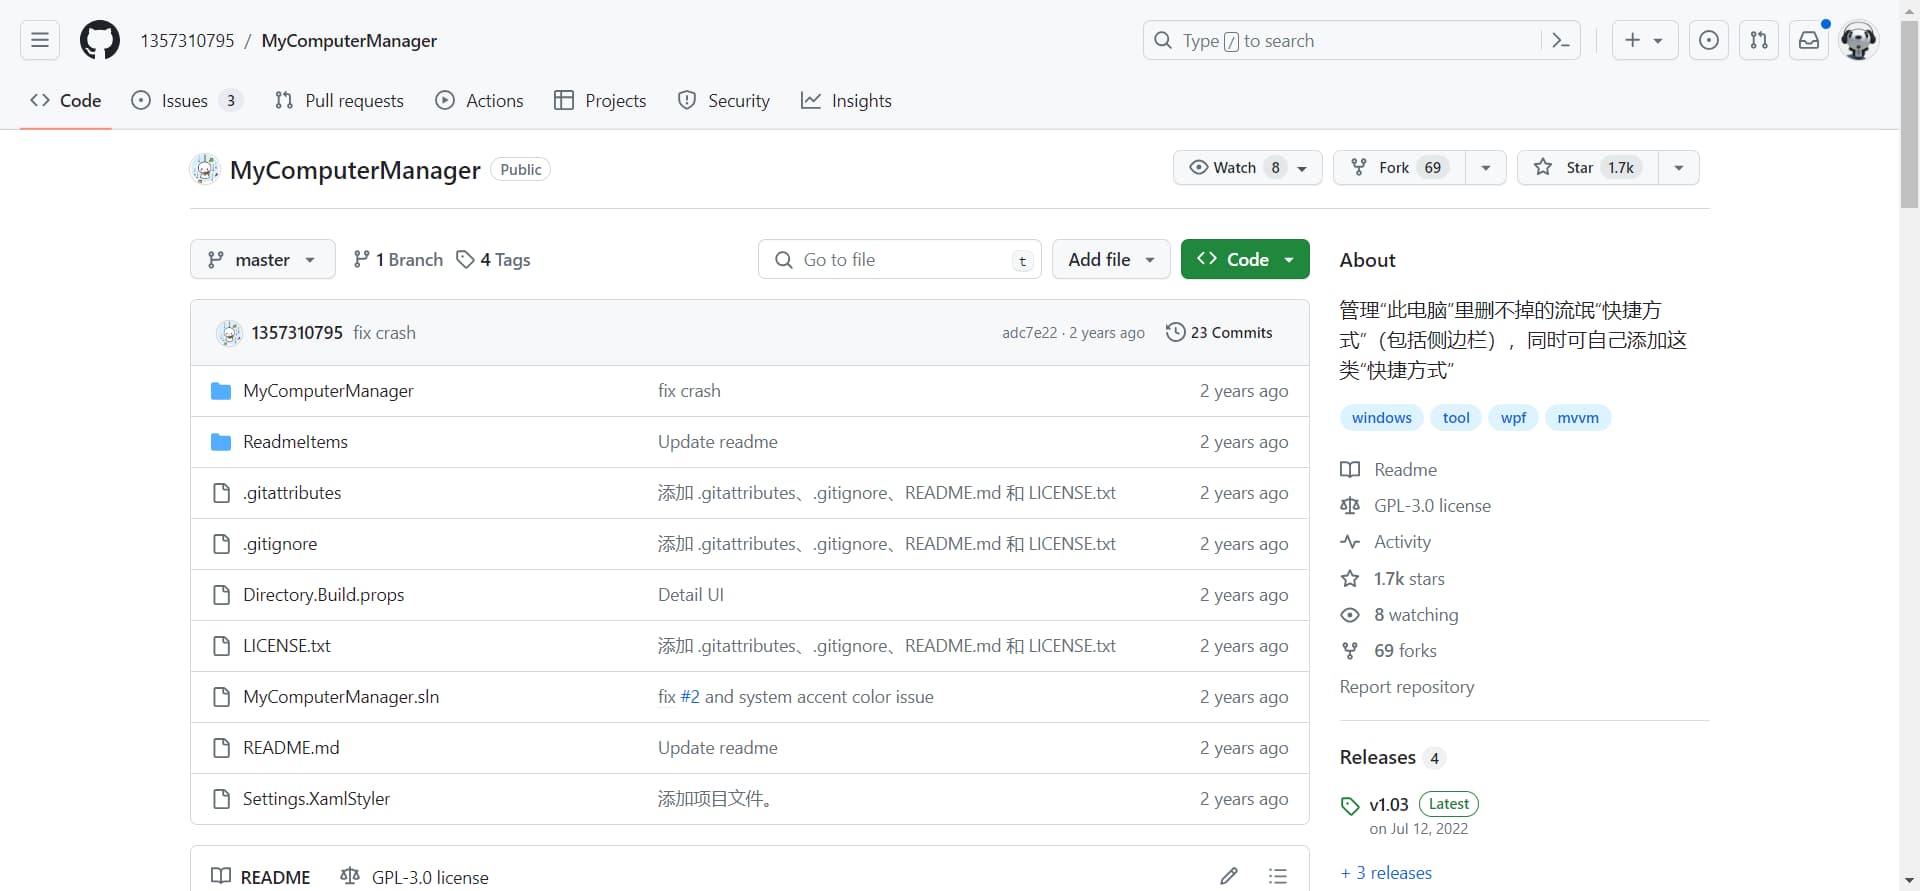 1357310795 / MyComputerManager
Type / to search
Code
Issues 3
Pull requests
Actions
Projects
Security
Insights
MyComputerManager Public
Watch 8
Fork 69
Star 1.7k
master
1 Branch
4 Tags
Go to file t
Add file
Code
1357310795 fix crash adc7e22 · 2 years ago 23 Commits
MyComputerManager fix crash 2 years ago
ReadmeItems Update readme 2 years ago
.gitattributes 添加 .gitattributes、.gitignore、README.md 和 LICENSE.txt 2 years ago
.gitignore 添加 .gitattributes、.gitignore、README.md 和 LICENSE.txt 2 years ago
Directory.Build.props Detail UI 2 years ago
LICENSE.txt 添加 .gitattributes、.gitignore、README.md 和 LICENSE.txt 2 years ago
MyComputerManager.sln fix #2 and system accent color issue 2 years ago
README.md Update readme 2 years ago
Settings.XamlStyler 添加项目文件。 2 years ago
README
GPL-3.0 license
About
管理“此电脑”里删不掉的流氓“快捷方
式”（包括侧边栏），同时可自己添加这
类“快捷方式”
windows tool wpf mvvm
Readme
GPL-3.0 license
Activity
1.7k stars
8 watching
69 forks
Report repository
Releases 4
v1.03 Latest
on Jul 12, 2022
+ 3 releases